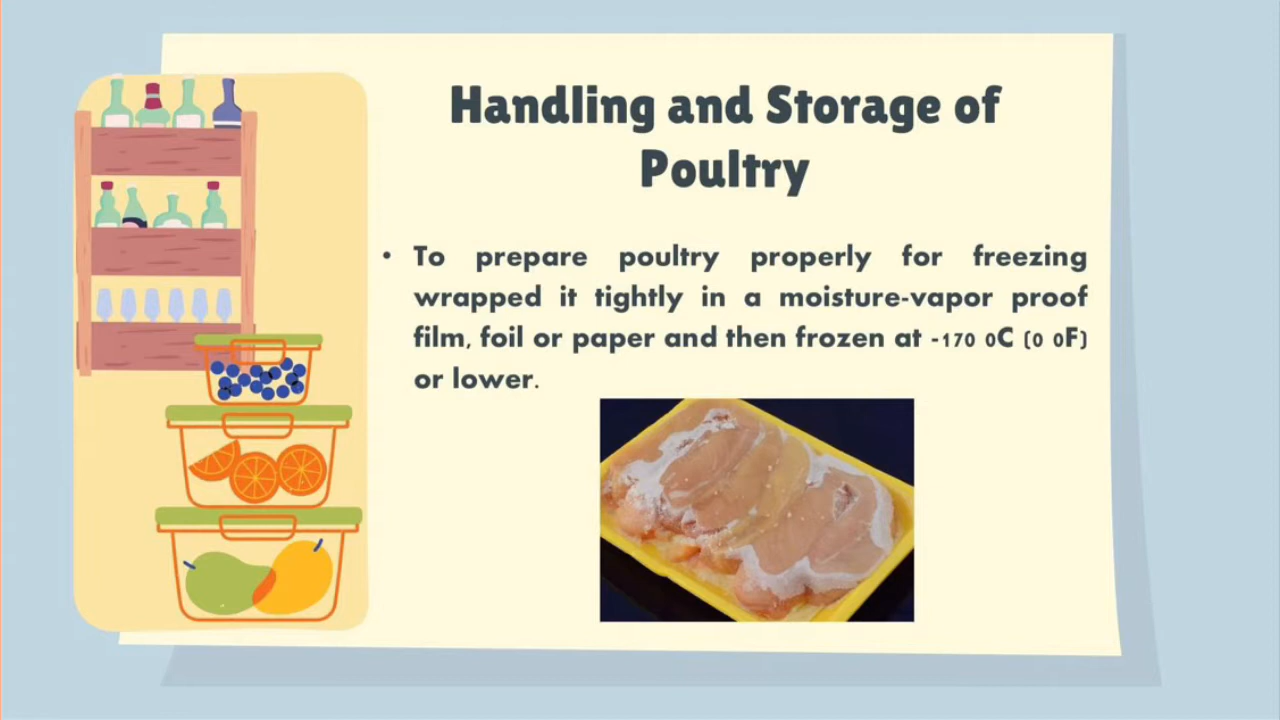 Handling and Storage of
Poultry
• To prepare poultry properly for freezing
wrapped it tightly in a moisture-vapor proof
film, foil or paper and then frozen at -170 0C (0 0F)
or lower.